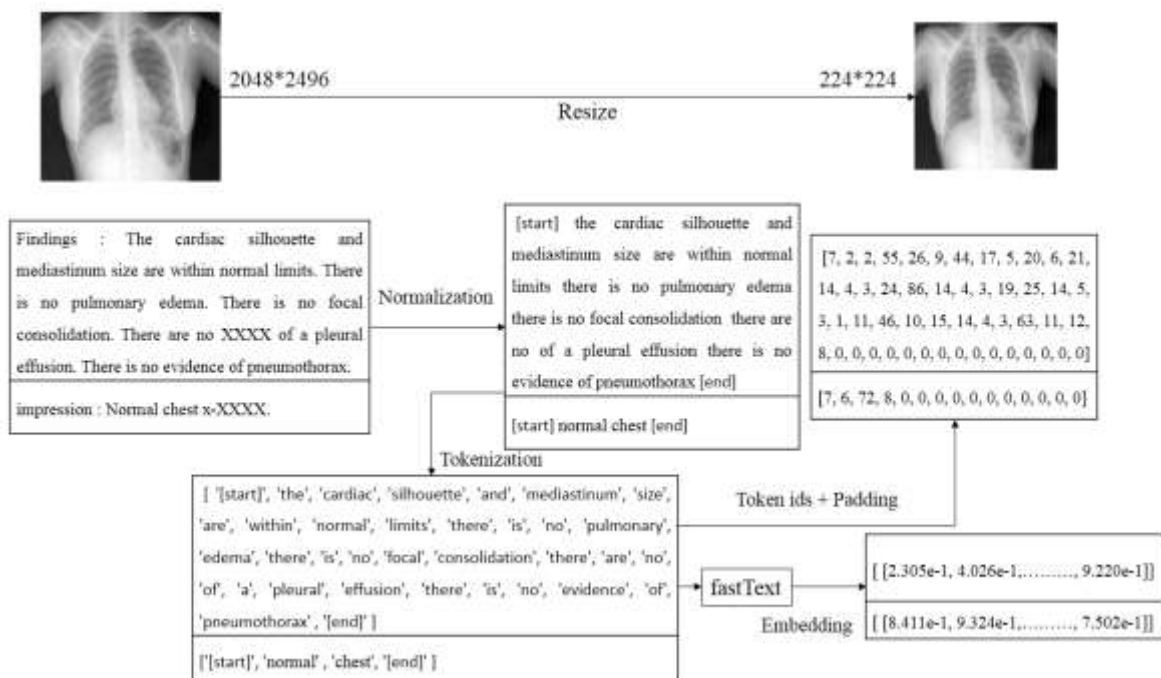 L
2048*2496
224*224
Resize
Findings : The cardiac silhouette and
mediastinum size are within normal limits. There
is no pulmonary edema. There is no focal
consolidation. There are no XXXX of a pleural
effusion. There is no evidence of pneumothorax.
impression : Normal chest x-XXXX.
Normalization
[start] the cardiac silhouette and
mediastinum size are within normal
limits there is no pulmonary edema
there is no focal consolidation there are
no of a pleural effusion there is no
evidence of pneumothorax [end]
[start] normal chest [end]
[7, 2, 2, 55, 26, 9, 44, 17, 5, 20, 6, 21,
14, 4, 3, 24, 86, 14, 4, 3, 19, 25, 14, 5,
3, 1, 11, 46, 10, 15, 14, 4, 3, 63, 11, 12,
8, 0, 0, 0, 0, 0, 0, 0, 0, 0, 0, 0, 0, 0, 0]
[7, 6, 72, 8, 0, 0, 0, 0, 0, 0, 0, 0, 0, 0, 0]
Tokenization
[ '[start]', 'the', 'cardiac', 'silhouette', 'and', 'mediastinum', 'size',
'are', 'within', 'normal', 'limits', 'there', 'is', 'no', 'pulmonary',
'edema', 'there', 'is', 'no', 'focal', 'consolidation', 'there', 'are', 'no',
'of', 'a', 'pleural', 'effusion', 'there', 'is', 'no', 'evidence', 'of',
'pneumothorax' , '[end]' ]
['[start]', 'normal' , 'chest', '[end]' ]
Token ids + Padding
fastText
Embedding
[ [2.305e-1, 4.026e-1,………, 9.220e-1]]
[ [8.411e-1, 9.324e-1,………, 7.502e-1]]